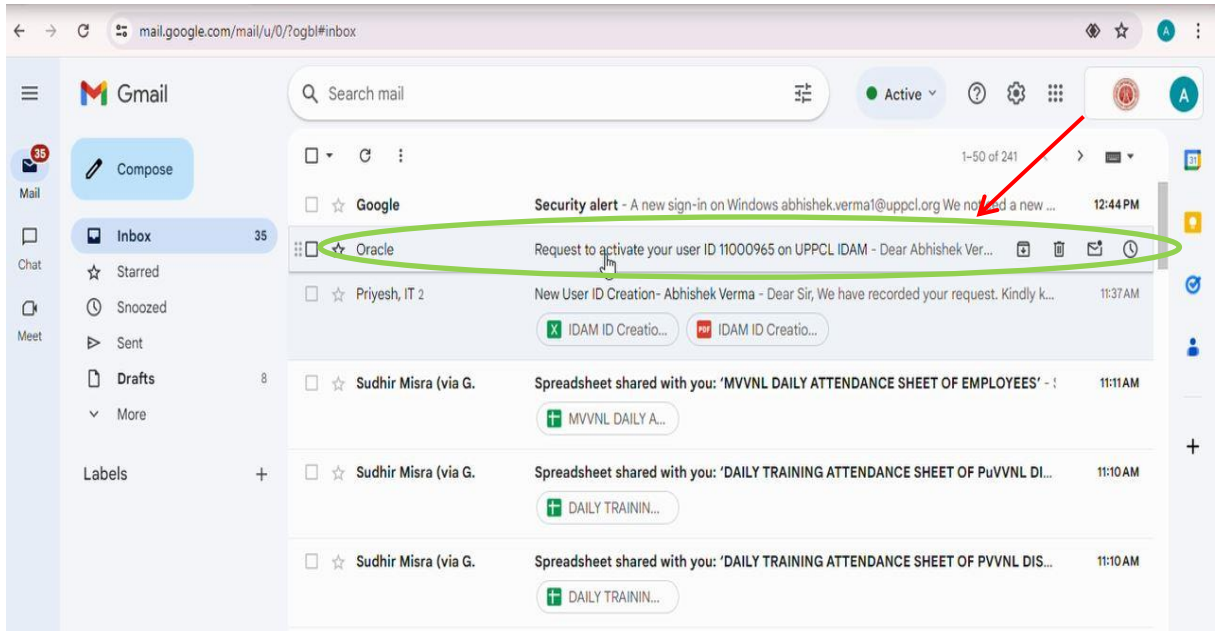 mail.google.com/mail/u/0/?ogbl#inbox
A
Gmail
Search mail
Active
A
35
Mail
Chat
Meet
Compose
Inbox 35
Starred
Snoozed
Sent
Drafts 8
More
Labels
1–50 of 241
Google Security alert - A new sign-in on Windows abhishek.verma1@uppcl.org We a new ... 12:44 PM
Oracle Request to activate your user ID 11000965 on UPPCL IDAM - Dear Abhishek Ver...
Priyesh, IT 2 New User ID Creation- Abhishek Verma - Dear Sir, We have recorded your request. Kindly k... 11:37 AM
X IDAM ID Creatio... PDF IDAM ID Creatio...
Sudhir Misra (via G. Spreadsheet shared with you: ‘MVVNL DAILY ATTENDANCE SHEET OF EMPLOYEES’ - 11:11 AM
MVVNL DAILY A...
Sudhir Misra (via G. Spreadsheet shared with you: ‘DAILY TRAINING ATTENDANCE SHEET OF PuVVNL DI... 11:10 AM
DAILY TRAININ...
Sudhir Misra (via G. Spreadsheet shared with you: ‘DAILY TRAINING ATTENDANCE SHEET OF PVVNL DIS... 11:10 AM
DAILY TRAININ...
31